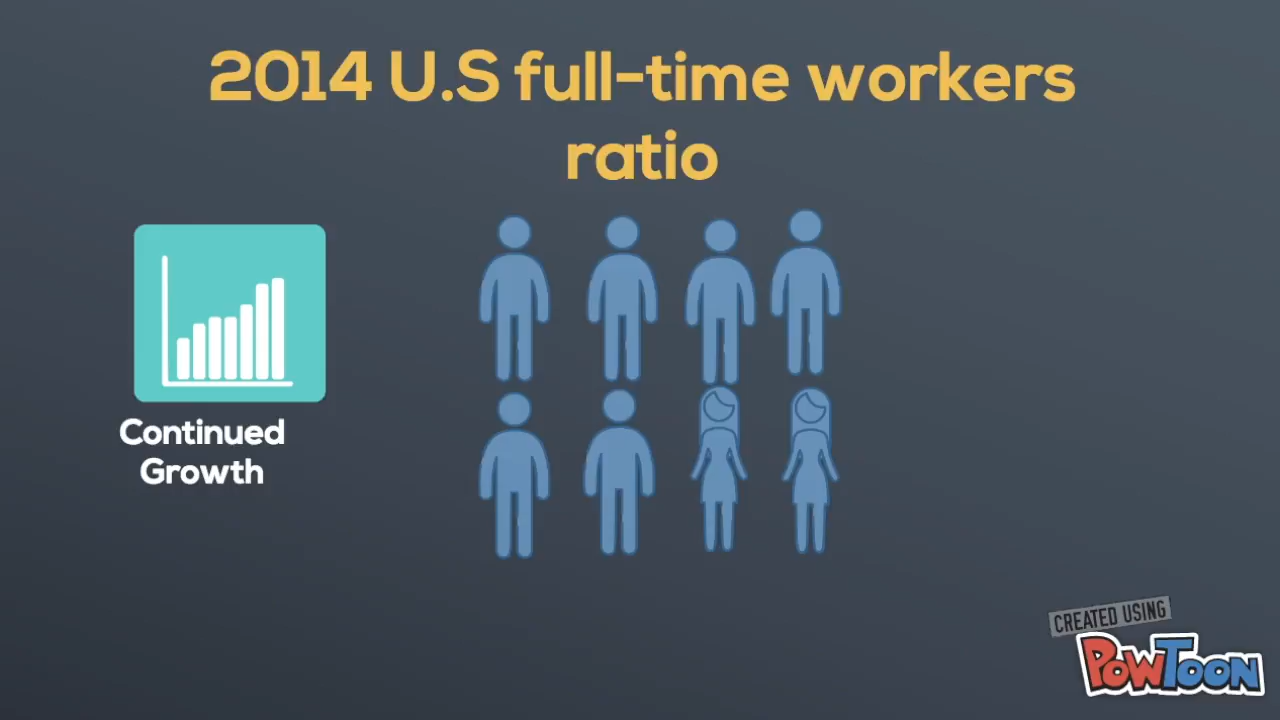 2014 U.S full-time workers
ratio
Continued
Growth
CREATED USING
POWTOON